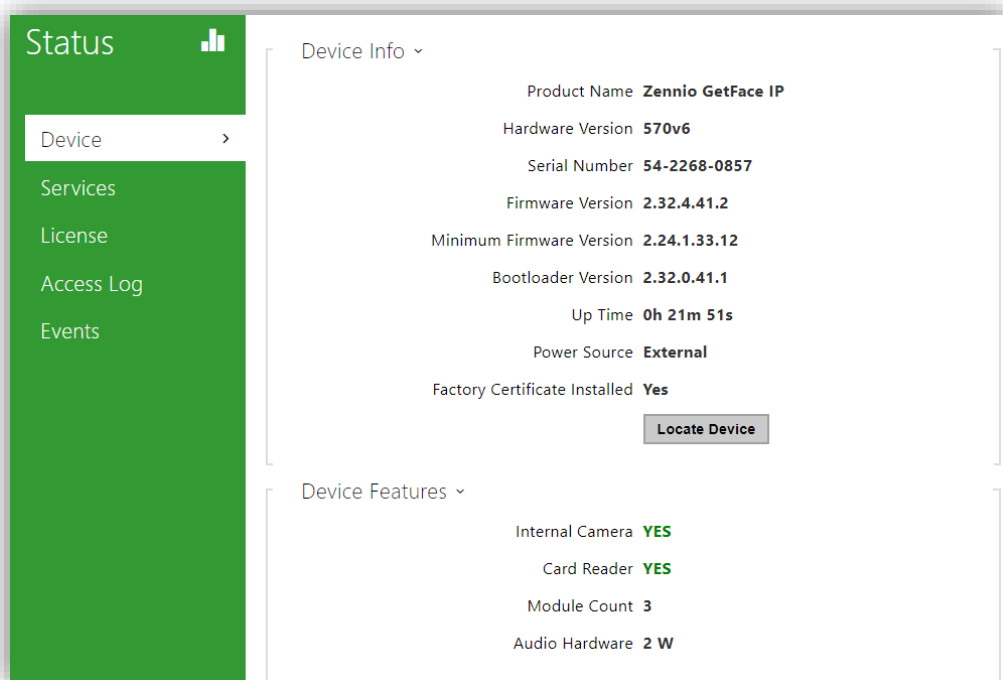 Status
Device
Services
License
Access Log
Events
Device Info
Product Name Zennio GetFace IP
Hardware Version 570v6
Serial Number 54-2268-0857
Firmware Version 2.32.4.41.2
Minimum Firmware Version 2.24.1.33.12
Bootloader Version 2.32.0.41.1
Up Time 0h 21m 51s
Power Source External
Factory Certificate Installed Yes
Locate Device
Device Features
Internal Camera YES
Card Reader YES
Module Count 3
Audio Hardware 2 W